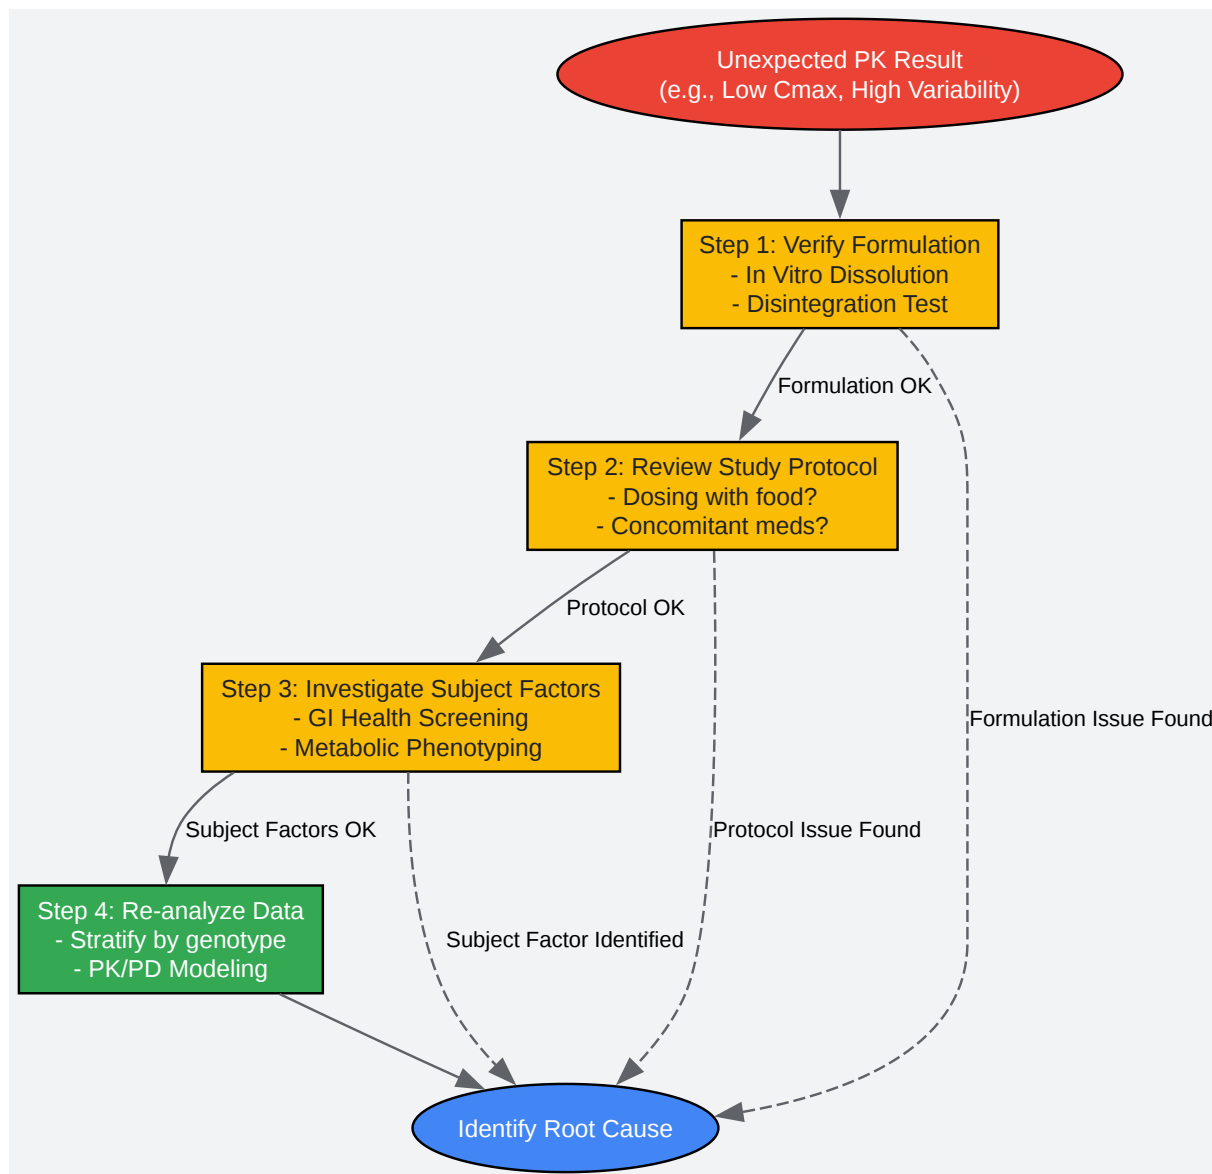 Unexpected PK Result
(e.g., Low Cmax, High Variability)
Step 1: Verify Formulation
- In Vitro Dissolution
- Disintegration Test
Formulation OK
Step 2: Review Study Protocol
- Dosing with food?
- Concomitant meds?
Protocol OK
Step 3: Investigate Subject Factors
- GI Health Screening
- Metabolic Phenotyping
Formulation Issue Found
Subject Factors OK
Protocol Issue Found
Step 4: Re-analyze Data
- Stratify by genotype
- PK/PD Modeling
Subject Factor Identified
Identify Root Cause